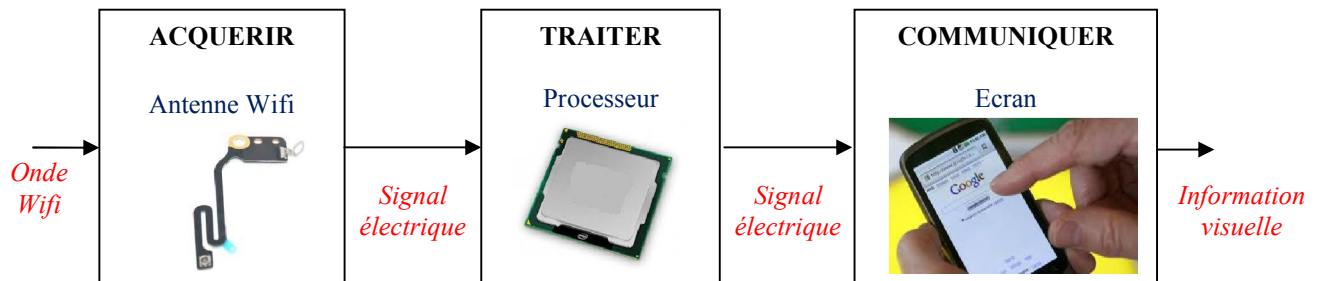 ACQUERIR
Antenne Wifi
TRAITER
Processeur
COMMUNIQUER
Ecran
Google
Onde
Wifi
Signal
électrique
Signal
électrique
Information
visuelle